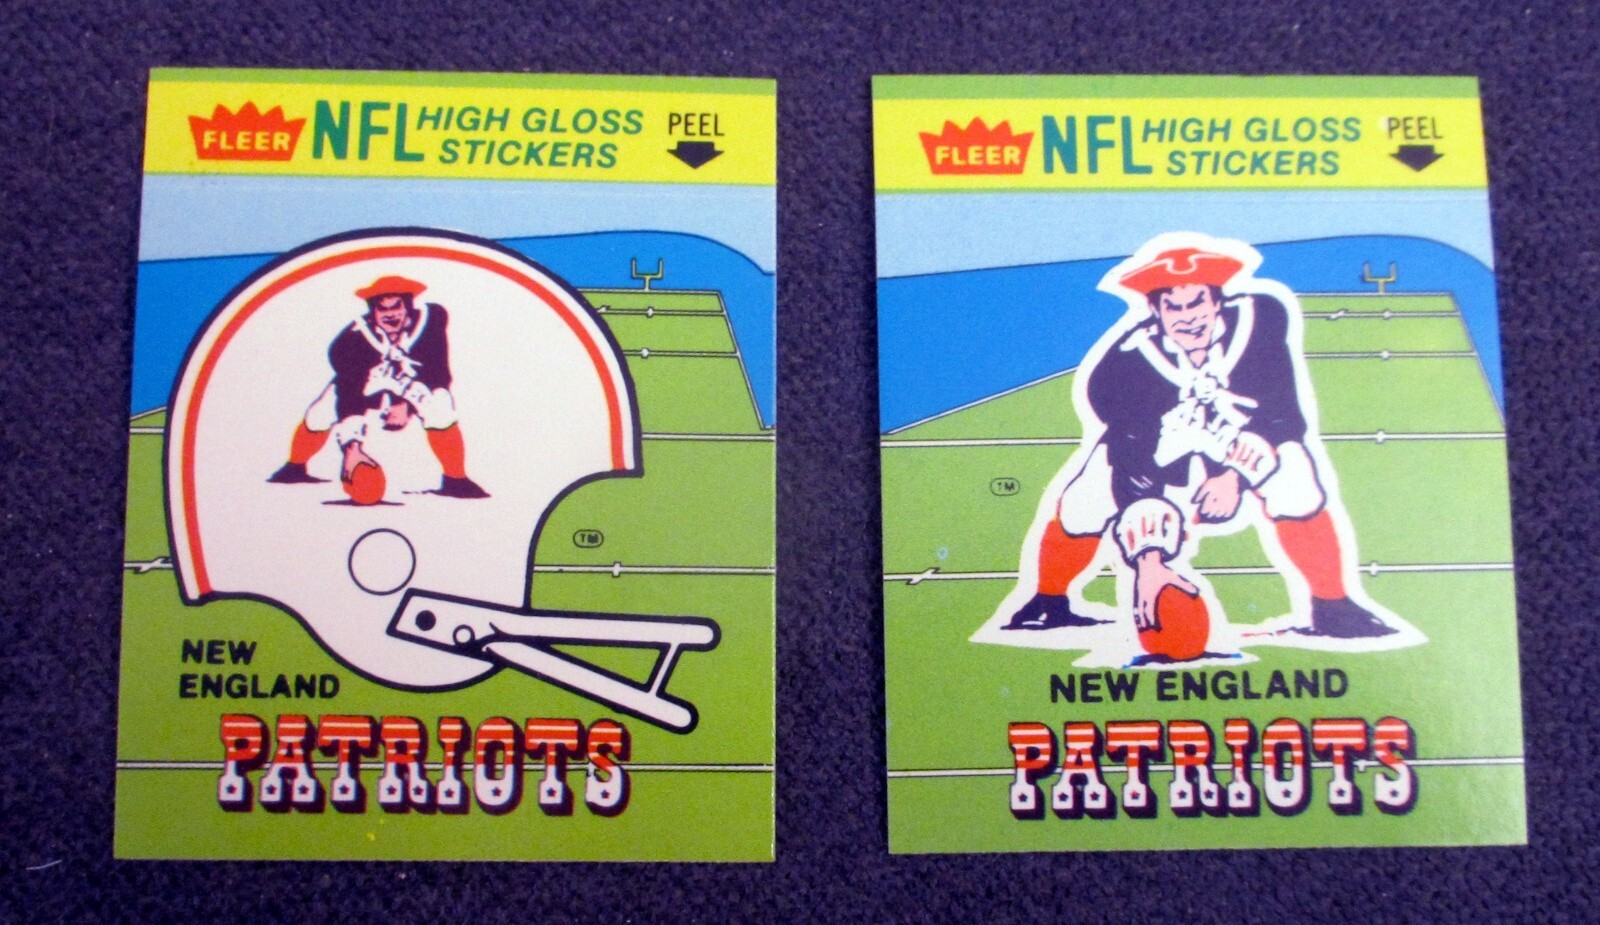 FLEER NFL HIGH GLOSS STICKERS PEEL
TM
NEW
ENGLAND
PATRIOTS
FLEER NFL HIGH GLOSS STICKERS PEEL
TM
NEW ENGLAND
PATRIOTS